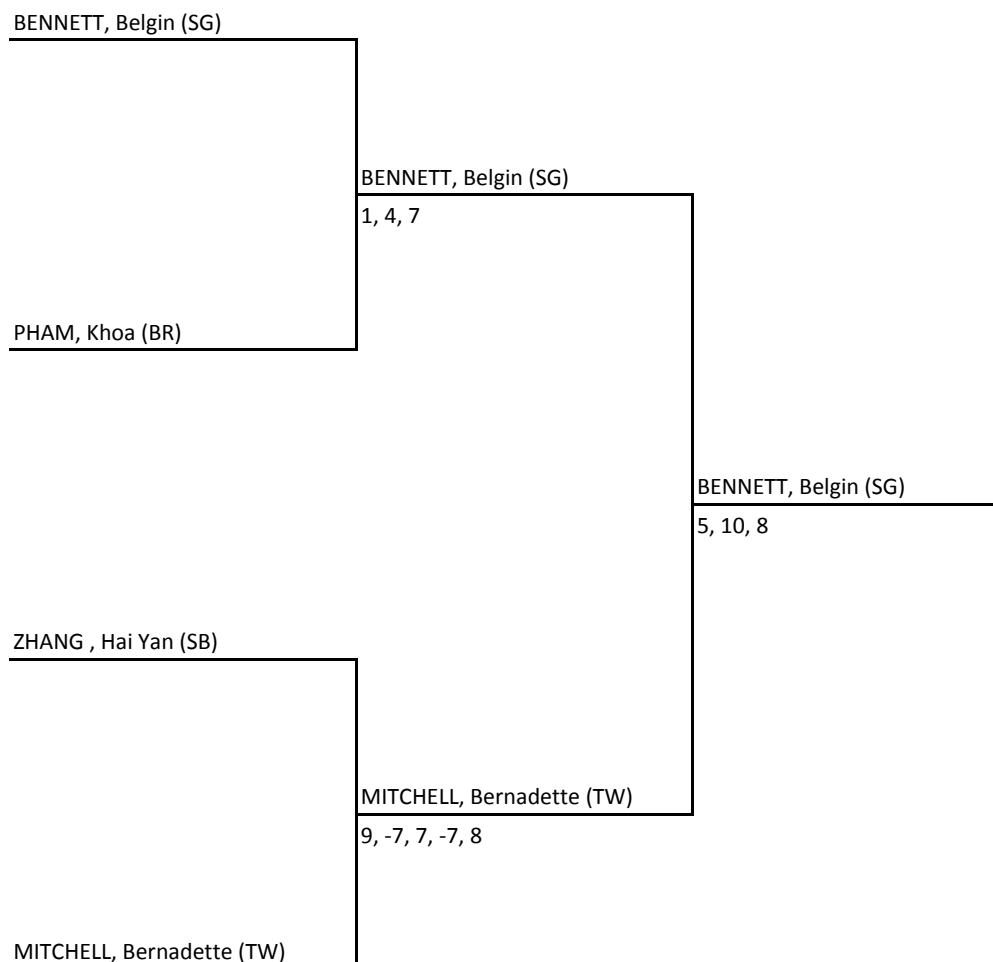 BENNETT, Belgin (SG)
BENNETT, Belgin (SG)
1, 4, 7
PHAM, Khoa (BR)
BENNETT, Belgin (SG)
5, 10, 8
ZHANG , Hai Yan (SB)
MITCHELL, Bernadette (TW)
9, -7, 7, -7, 8
MITCHELL, Bernadette (TW)